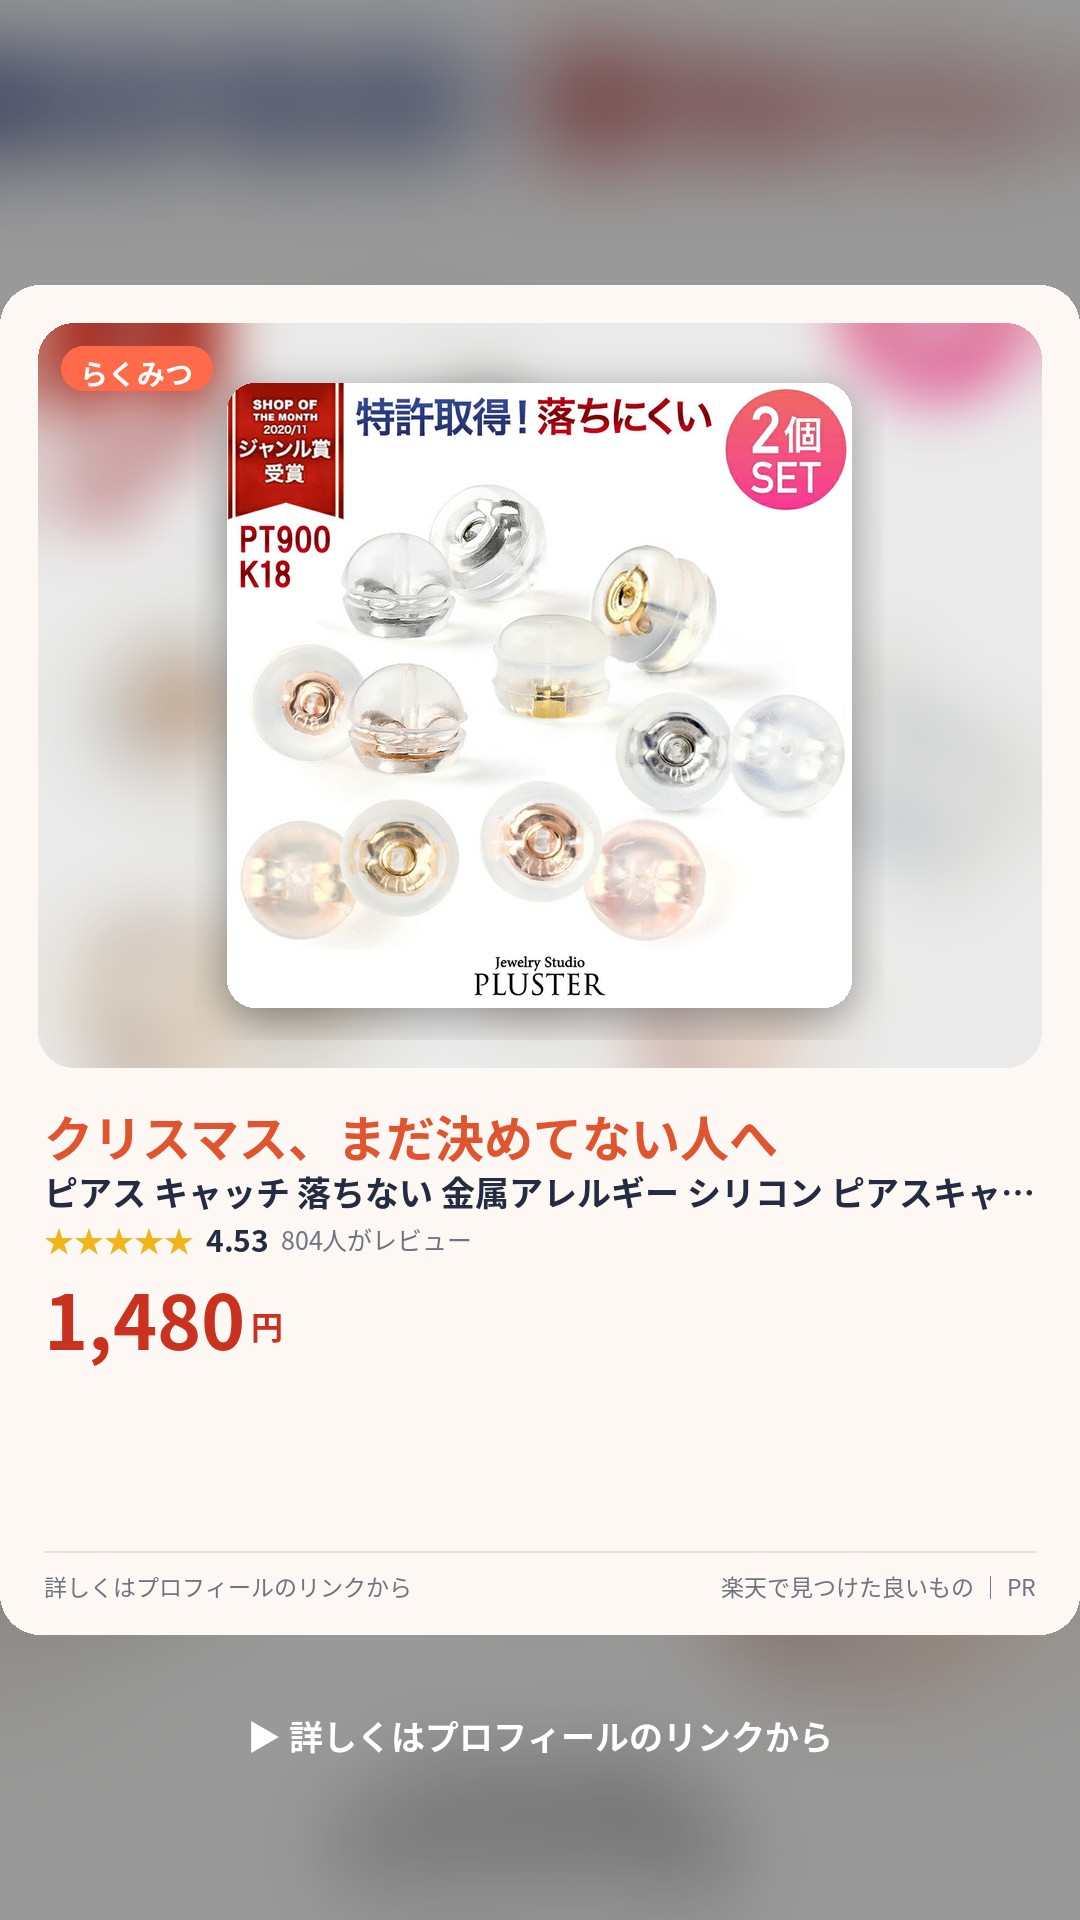 らくみつ
SHOP OF
THE MONTH
2020/11
ジャンル賞
受賞
特許取得!落ちにくい
2個
SET
PT900
K18
Jewelry Studio
PLUSTER
クリスマス、まだ決めてない人へ
ピアス キャッチ 落ちない 金属アレルギー シリコン ピアスキャ…
★★★★★ 4.53 804人がレビュー
1,480円
詳しくはプロフィールのリンクから
楽天で見つけた良いもの | PR
▶ 詳しくはプロフィールのリンクから